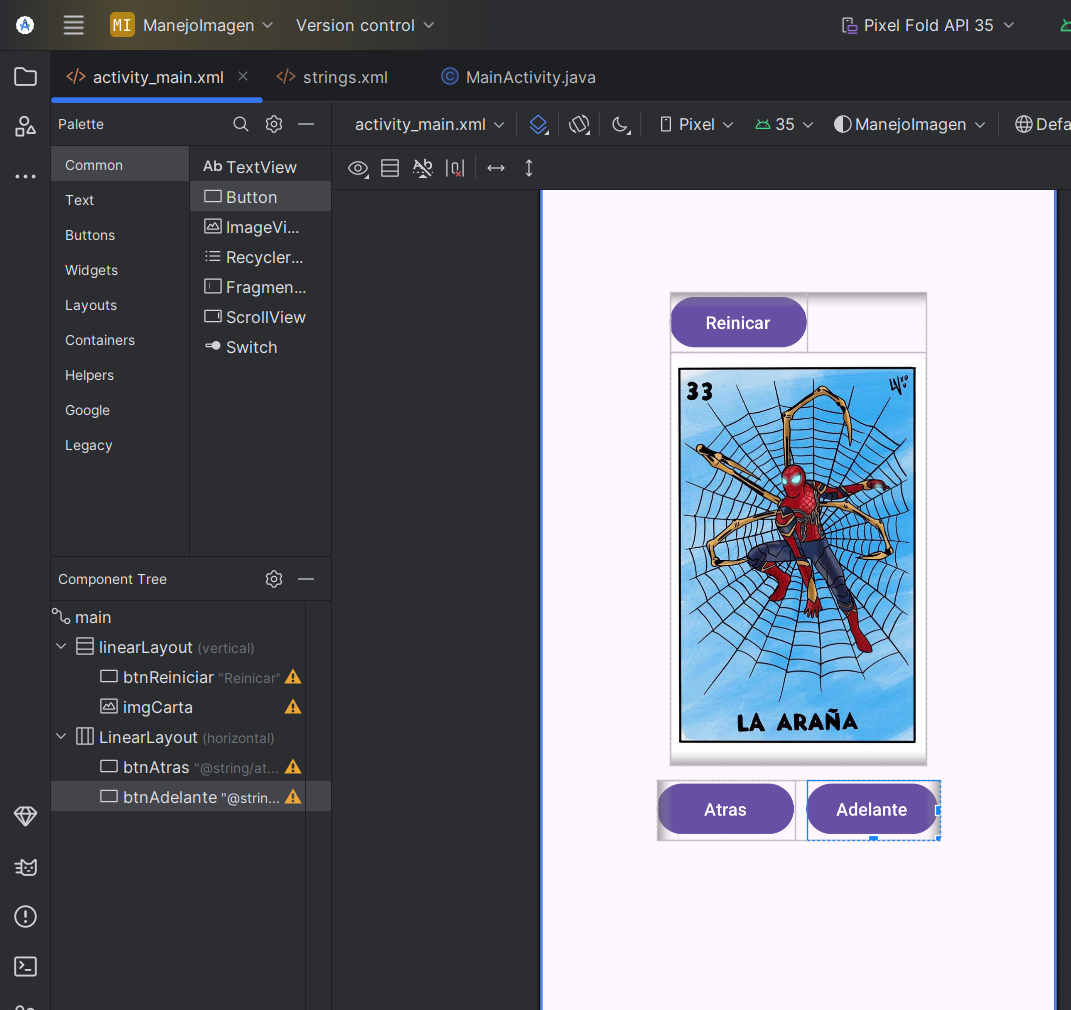 MI ManejoImagen Version control Pixel Fold API 35
activity_main.xml strings.xml C MainActivity.java
Palette
activity_main.xml Pixel 35 ManejoImagen Defa
Common
Text
Buttons
Widgets
Layouts
Containers
Helpers
Google
Legacy
Ab TextView
Button
ImageVi...
Recycler...
Fragmen...
ScrollView
Switch
Component Tree
main
linearLayout (vertical)
btnReiniciar "Reinicar"
imgCarta
LinearLayout (horizontal)
btnAtras "@string/at...
btnAdelante "@strin...
Reinicar
33
LA ARAÑA
Atras Adelante